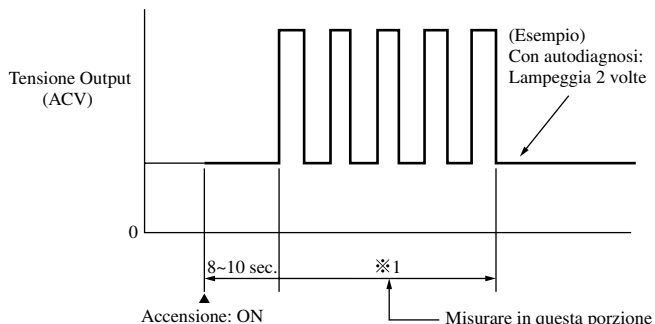 (Esempio)
Con autodiagnosi:
Lampeggia 2 volte
Tensione Output
(ACV)
0
8~10 sec.
※1
Accensione: ON
Misurare in questa porzione